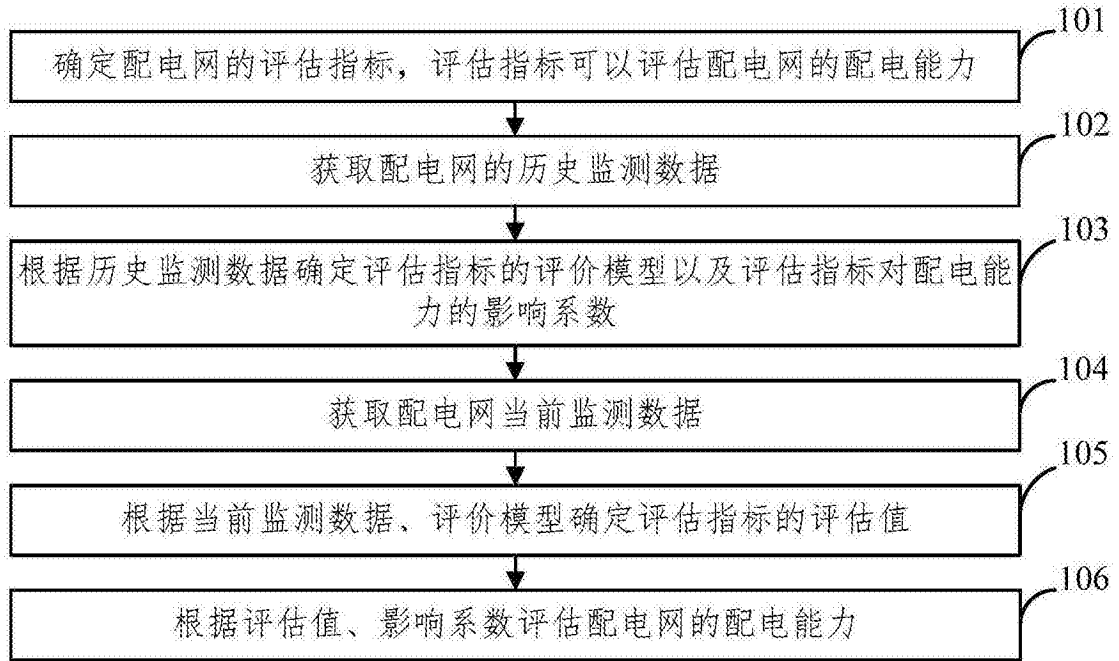 101
确定配电网的评估指标，评估指标可以评估配电网的配电能力
102
获取配电网的历史监测数据
103
根据历史监测数据确定评估指标的评价模型以及评估指标对配电能
力的影响系数
104
获取配电网当前监测数据
105
根据当前监测数据、评价模型确定评估指标的评估值
106
根据评估值、影响系数评估配电网的配电能力